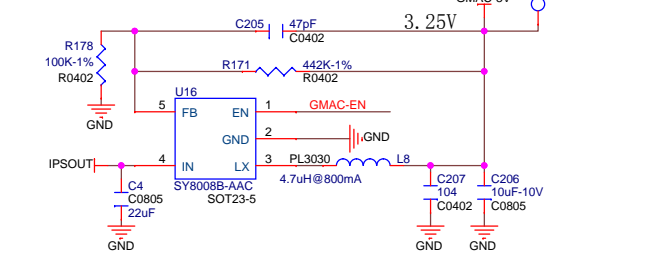 C205
47pF
3.25V
C0402
R178
100K-1%
R0402
R171
442K-1%
R0402
GND
U16
5
FB
EN
1
GMAC-EN
GND
2
GND
IPSOUT
4
IN
LX
3
PL3030
L8
4.7uH@800mA
SY8008B-AAC
SOT23-5
C4
C0805
22uF
GND
C207
104
C0402
GND
C206
10uF-10V
C0805
GND